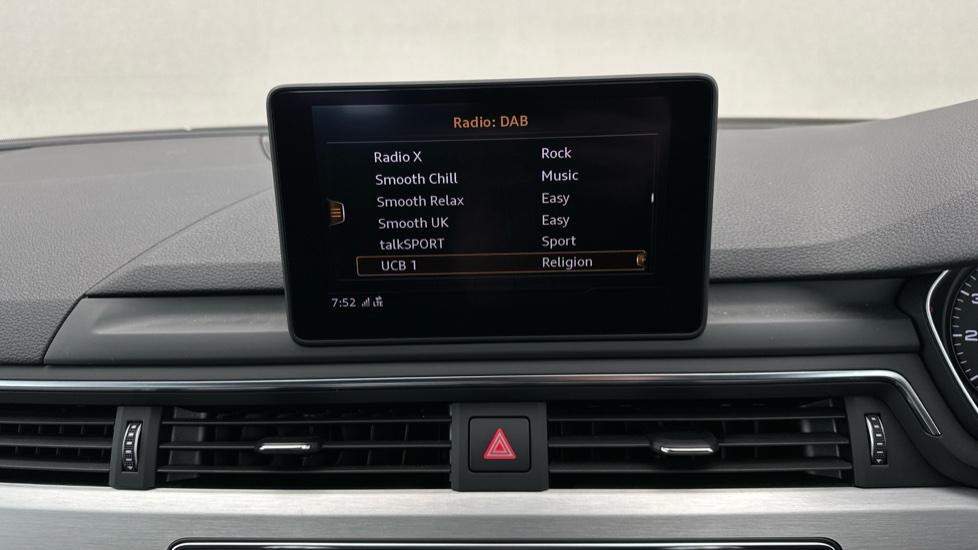 Radio: DAB
Radio X Rock
Smooth Chill Music
Smooth Relax Easy
Smooth UK Easy
talkSPORT Sport
UCB 1 Religion
7:52 LTE